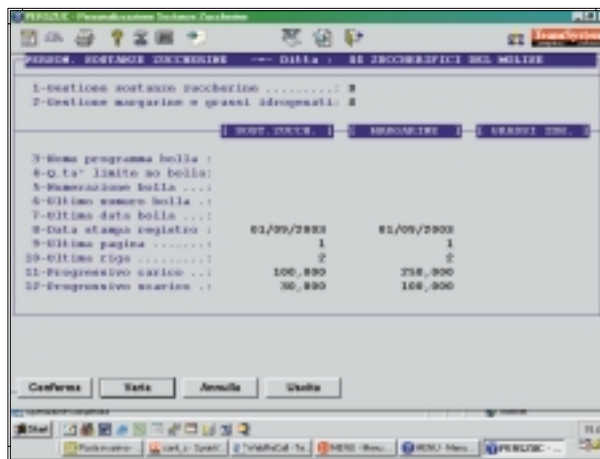 PERSZUC - Personalizzazione Sostanze Zuccherine
TeamSystem
PERSON. SOSTANZE ZUCCHERINE Ditta : ZUCCHERIFICI DEL MOLISE
1-Gestione sostanze zuccherine .........:
2-Gestione margarine e grassi idrogenati:
SOST.ZUCCH. MARGARINE GRASSI IDR.
3-Nome programma bolla :
4-Q.ta' limite no bolla:
5-Numerazione bolla ...:
6-Ultimo numero bolla .:
7-Ultima data bolla ...:
8-Data stampa registro : 01/09/2003 01/09/2003
9-Ultima pagina .......: 1 1
10-Ultima riga .........: 2 2
11-Progressivo carico ..: 100,000 250,000
12-Progressivo scarico .: 30,000 100,000
Conferma Varia Annulla Uscita
Start